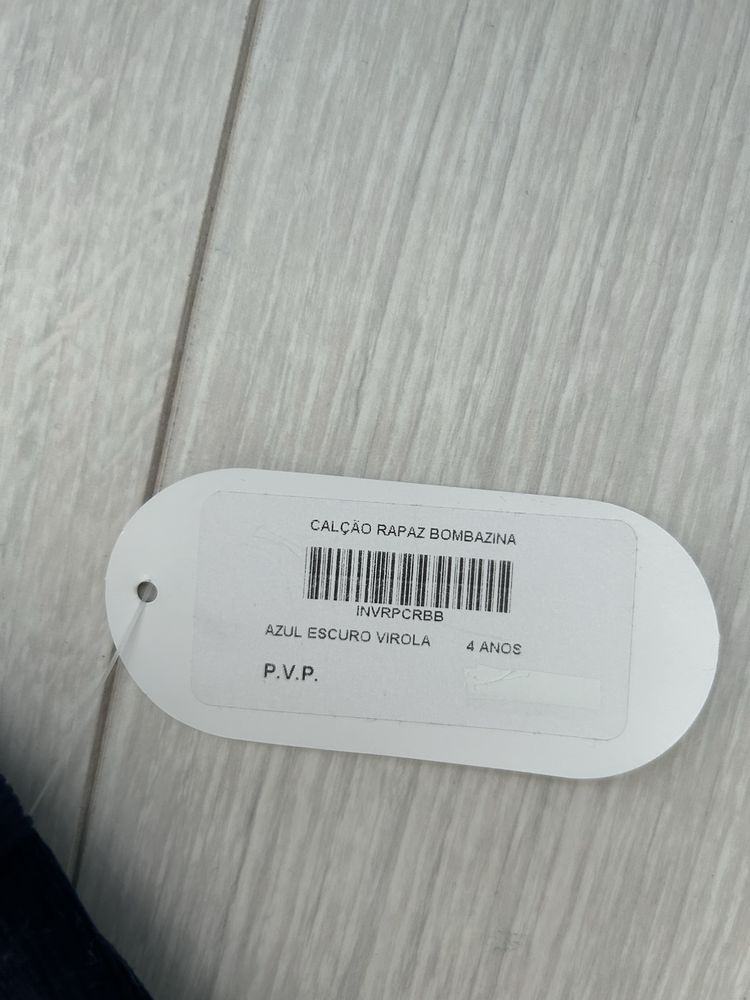 CALÇÃO RAPAZ BOMBAZINA
INVRPCRBB
AZUL ESCURO VIROLA 4 ANOS
P.V.P.